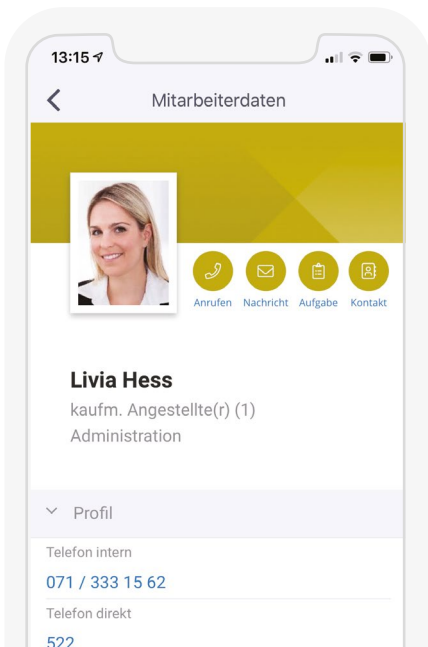 13:15
Mitarbeiterdaten
Anrufen Nachricht Aufgabe Kontakt
Livia Hess
kaufm. Angestellte(r) (1)
Administration
Profil
Telefon intern
071 / 333 15 62
Telefon direkt
522